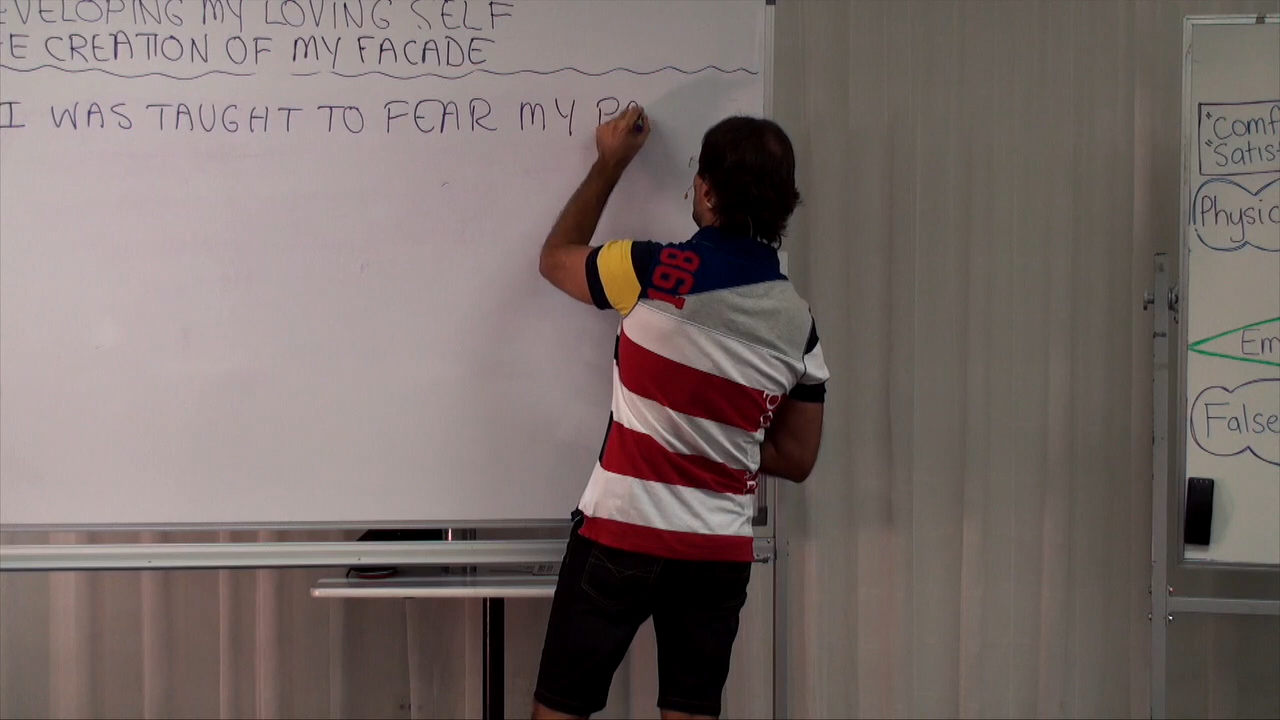 EVELOPING MY LOVING SELF
E CREATION OF MY FACADE
I WAS TAUGHT TO FEAR MY
198
"Comf
"Satis
Physic
Em
False